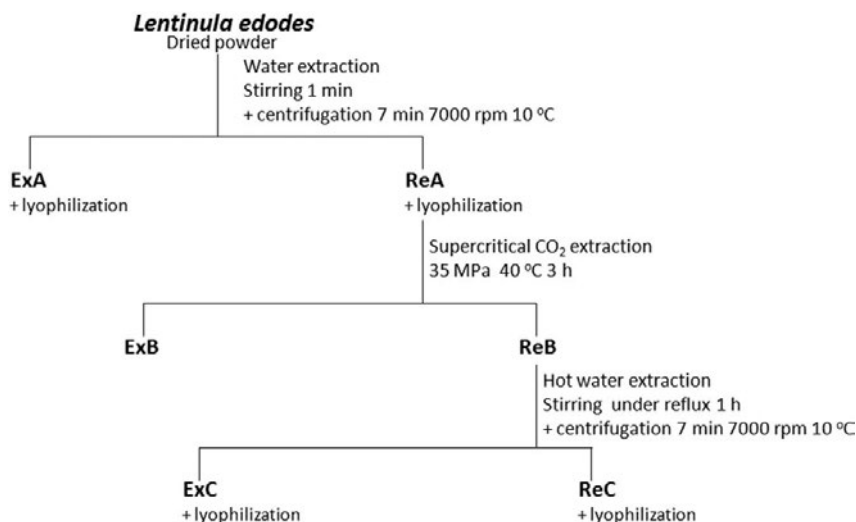 Lentinula edodes
Dried powder
Water extraction
Stirring 1 min
+ centrifugation 7 min 7000 rpm 10 ºC
ExA
+ lyophilization
ReA
+ lyophilization
Supercritical CO₂ extraction
35 MPa 40 ºC 3 h
ExB
ReB
Hot water extraction
Stirring under reflux 1 h
+ centrifugation 7 min 7000 rpm 10 ºC
ExC
+ lyophilization
ReC
+ lyophilization